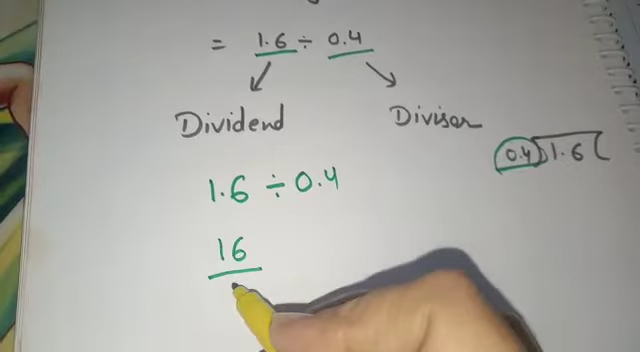 = 1.6 ÷ 0.4
Dividend Divisor
0.4)1.6(
1.6 ÷ 0.4
16